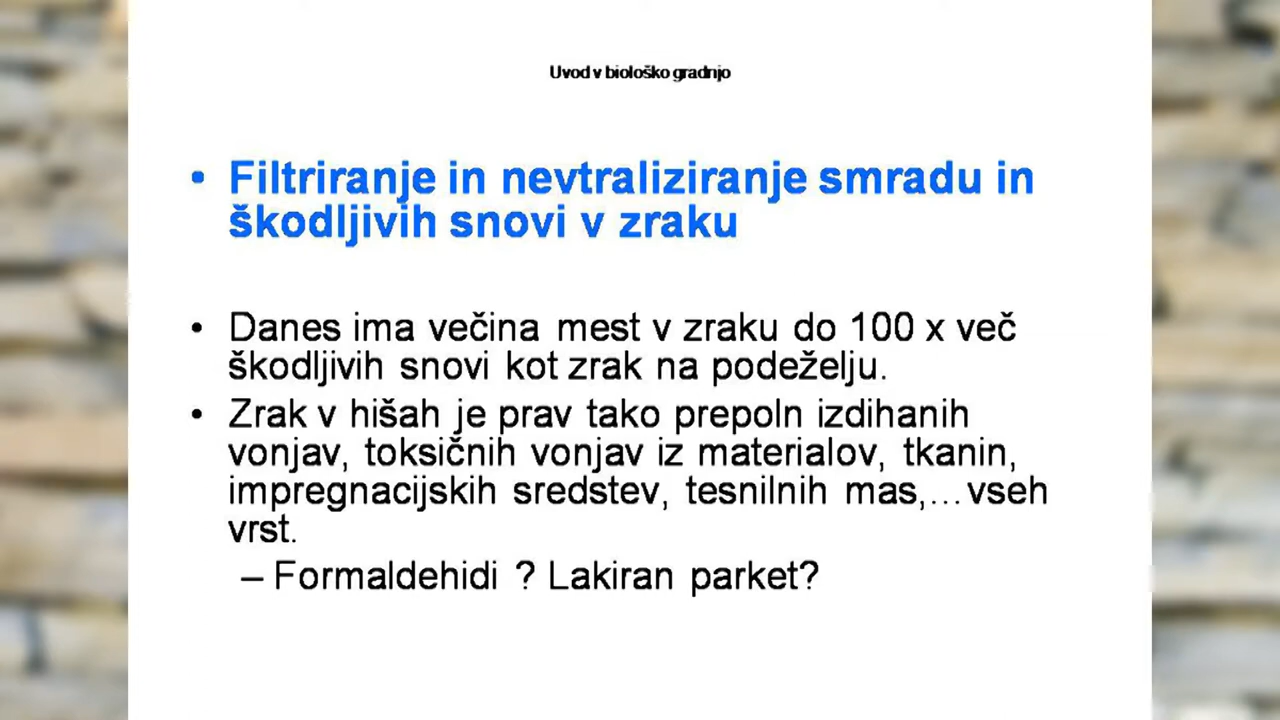 Uvod v biološko gradnjo
• Filtriranje in nevtraliziranje smradu in
škodljivih snovi v zraku
• Danes ima večina mest v zraku do 100 x več
škodljivih snovi kot zrak na podeželju.
• Zrak v hišah je prav tako prepoln izdihanih
vonjav, toksičnih vonjav iz materialov, tkanin,
impregnacijskih sredstev, tesnilnih mas,…vseh
vrst.
– Formaldehidi ? Lakiran parket?